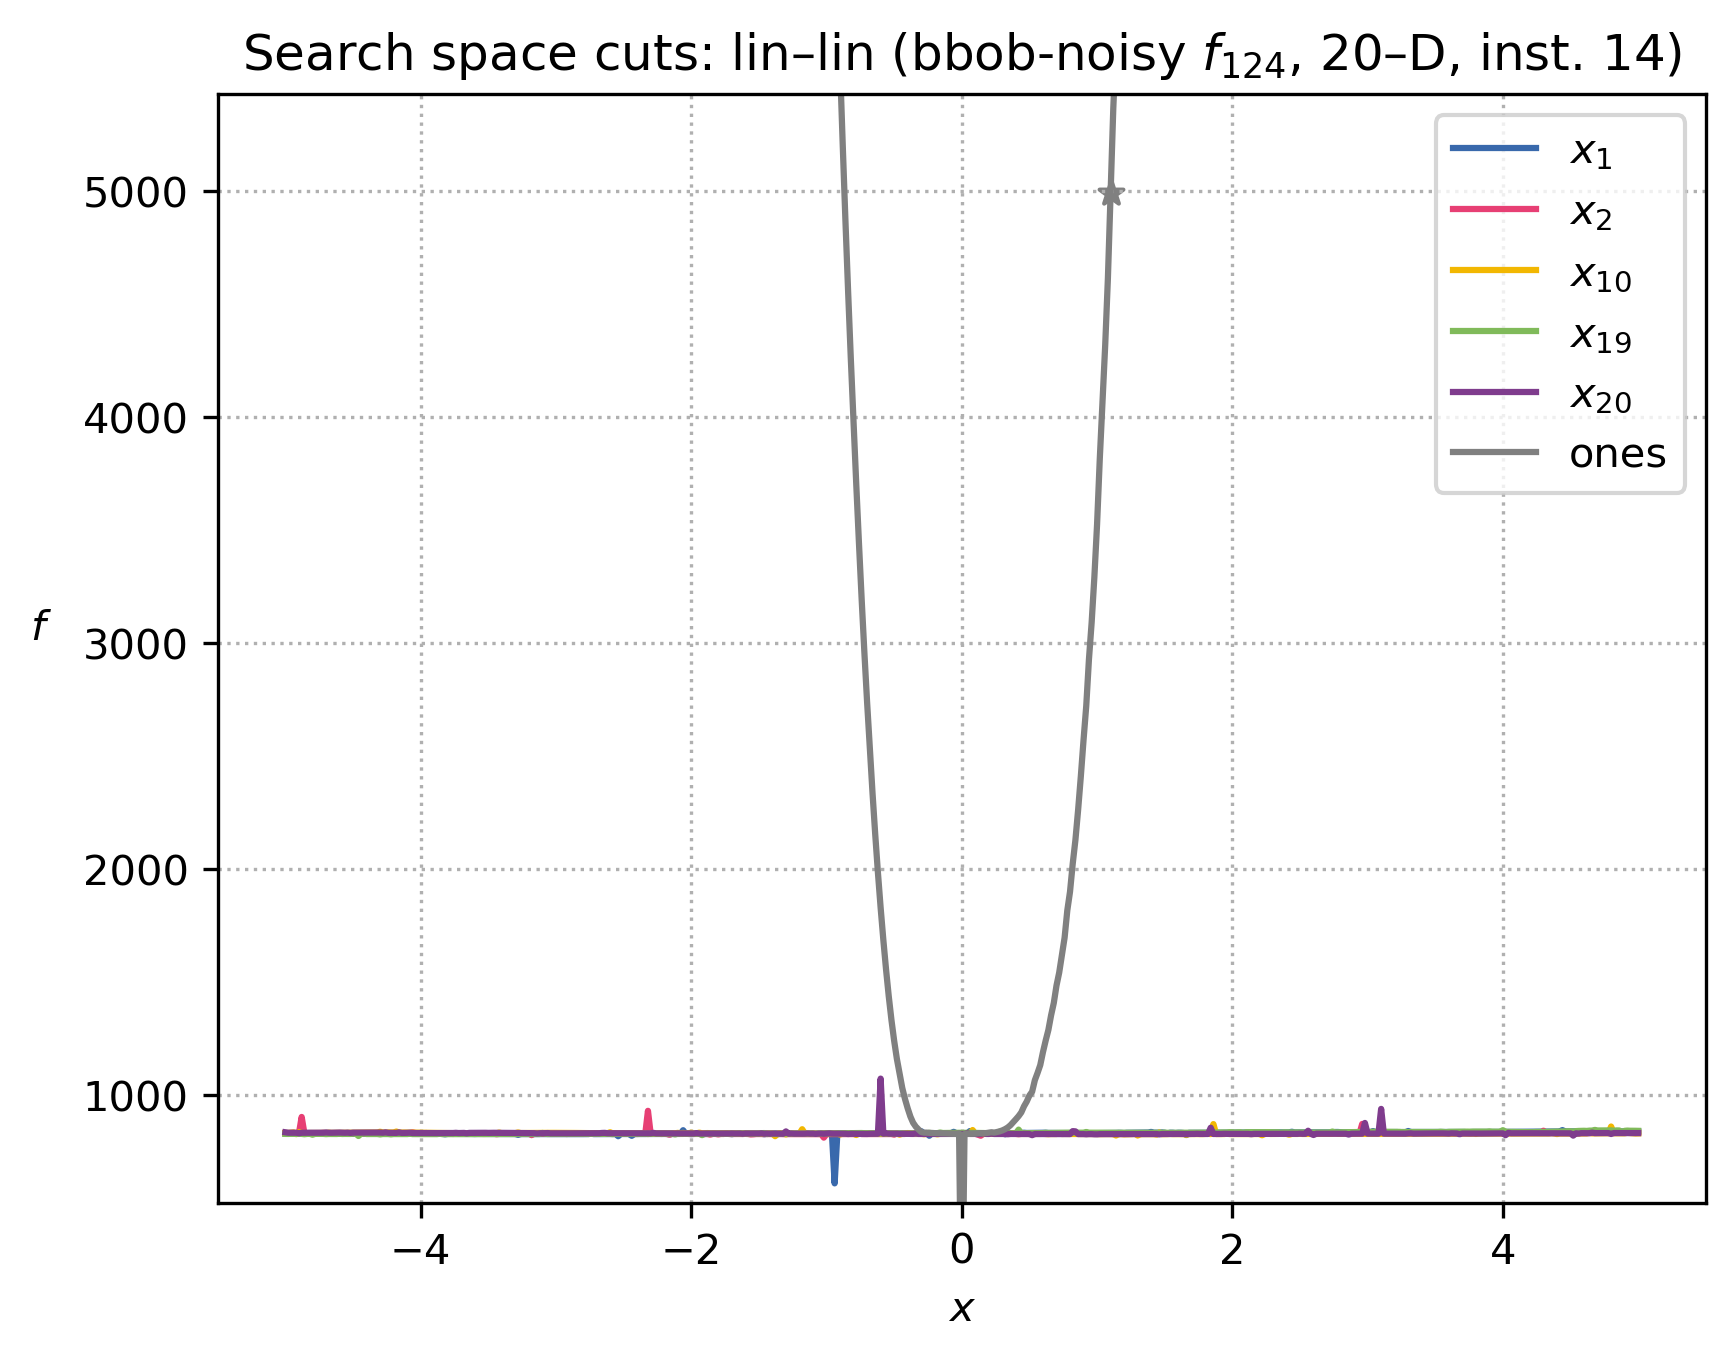 Search space cuts: lin–lin (bbob-noisy f₁₂₄, 20–D, inst. 14)
5000
4000
3000
2000
1000
f
−4
−2
0
2
4
x
x₁
x₂
x₁₀
x₁₉
x₂₀
ones